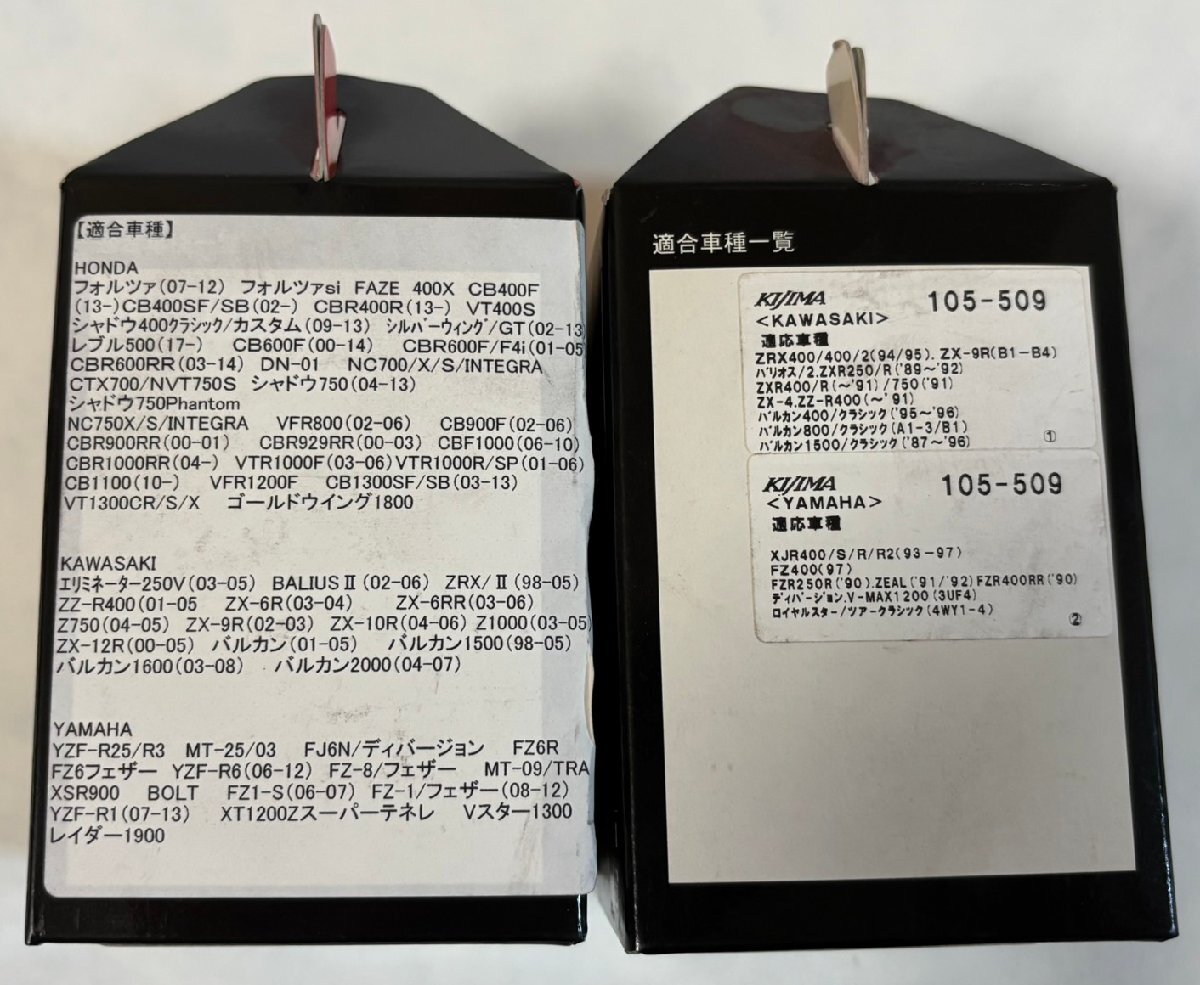 【適合車種】
HONDA
フォルツァ(07-12) フォルツァsi FAZE 400X CB400F
(13-)CB400SF/SB(02-) CBR400R(13-) VT400S
シャドウ400クラシック/カスタム(09-13) シルバーウィング/GT(02-13
レブル500(17-) CB600F(00-14) CBR600F/F4i(01-05
CBR600RR(03-14) DN-01 NC700/X/S/INTEGRA
CTX700/NVT750S シャドウ750(04-13)
シャドウ750Phantom
NC750X/S/INTEGRA VFR800(02-06) CB900F(02-06)
CBR900RR(00-01) CBR929RR(00-03) CBF1000(06-10)
CBR1000RR(04-) VTR1000F(03-06)VTR1000R/SP(01-06)
CB1100(10-) VFR1200F CB1300SF/SB(03-13)
VT1300CR/S/X ゴールドウイング1800
KAWASAKI
エリミネーター250V(03-05) BALIUSⅡ(02-06) ZRX/Ⅱ(98-05)
ZZ-R400(01-05 ZX-6R(03-04) ZX-6RR(03-06)
Z750(04-05) ZX-9R(02-03) ZX-10R(04-06) Z1000(03-05)
ZX-12R(00-05) バルカン(01-05) バルカン1500(98-05)
バルカン1600(03-08) バルカン2000(04-07)
YAMAHA
YZF-R25/R3 MT-25/03 FJ6N/ディバージョン FZ6R
FZ6フェザー YZF-R6(06-12) FZ-8/フェザー MT-09/TRA
XSR900 BOLT FZ1-S(06-07) FZ-1/フェザー(08-12)
YZF-R1(07-13) XT1200Zスーパーテネレ Vスター1300
レイダー1900
適合車種一覧
KIJIMA 105-509
<KAWASAKI>
適応車種
ZRX400/400/2(94/95). ZX-9R(B1-B4)
バリオス/2.ZXR250/R('89~'92)
ZXR400/R(~'91)/750('91)
ZX-4.ZZ-R400(~'91)
バルカン400/クラシック('95~'96)
バルカン800/クラシック(A1-3/B1)
バルカン1500/クラシック('87~'96)
①
KIJIMA 105-509
<YAMAHA>
適応車種
XJR400/S/R/R2(93-97)
FZ400(97)
FZR250R('90).ZEAL('91/'92)FZR400RR('90)
ディバージョン.V-MAX1200(3UF4)
ロイヤルスター/ツアークラシック(4WY1-4)
②